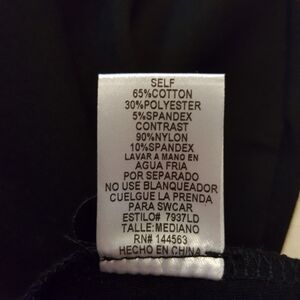 SELF
65%COTTON
30%POLYESTER
5%SPANDEX
CONTRAST
90%NYLON
10%SPANDEX
LAVAR A MANO EN
AGUA FRIA
POR SEPARADO
NO USE BLANQUEADOR
CUELGUE LA PRENDA
PARA SWCAR
ESTILO# 7937LD
TALLE:MEDIANO
RN# 144563
HECHO EN CHINA